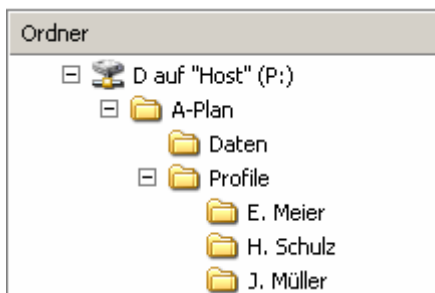 Ordner
D auf "Host" (P:)
A-Plan
Daten
Profile
E. Meier
H. Schulz
J. Müller